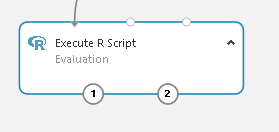 R Execute R Script
Evaluation
1 2